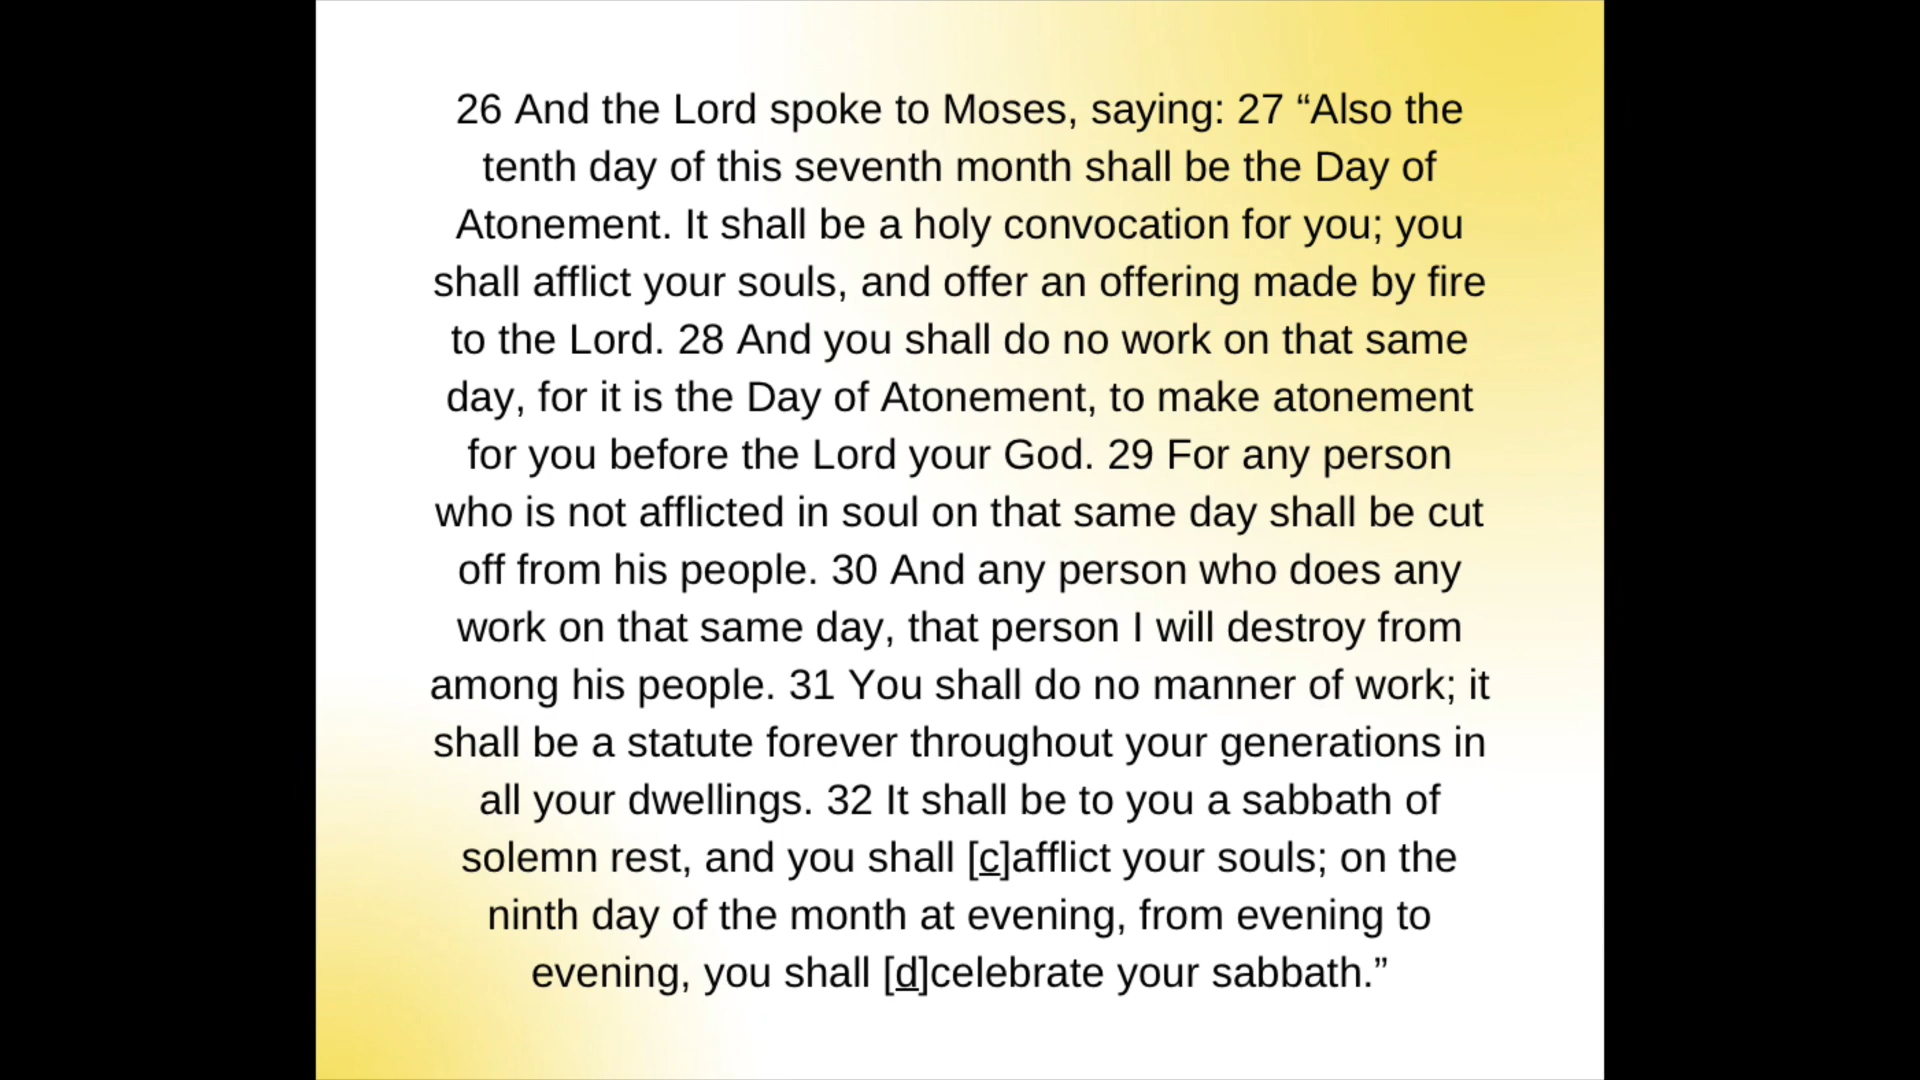 26 And the Lord spoke to Moses, saying: 27 “Also the
tenth day of this seventh month shall be the Day of
Atonement. It shall be a holy convocation for you; you
shall afflict your souls, and offer an offering made by fire
to the Lord. 28 And you shall do no work on that same
day, for it is the Day of Atonement, to make atonement
for you before the Lord your God. 29 For any person
who is not afflicted in soul on that same day shall be cut
off from his people. 30 And any person who does any
work on that same day, that person I will destroy from
among his people. 31 You shall do no manner of work; it
shall be a statute forever throughout your generations in
all your dwellings. 32 It shall be to you a sabbath of
solemn rest, and you shall [c]afflict your souls; on the
ninth day of the month at evening, from evening to
evening, you shall [d]celebrate your sabbath.”